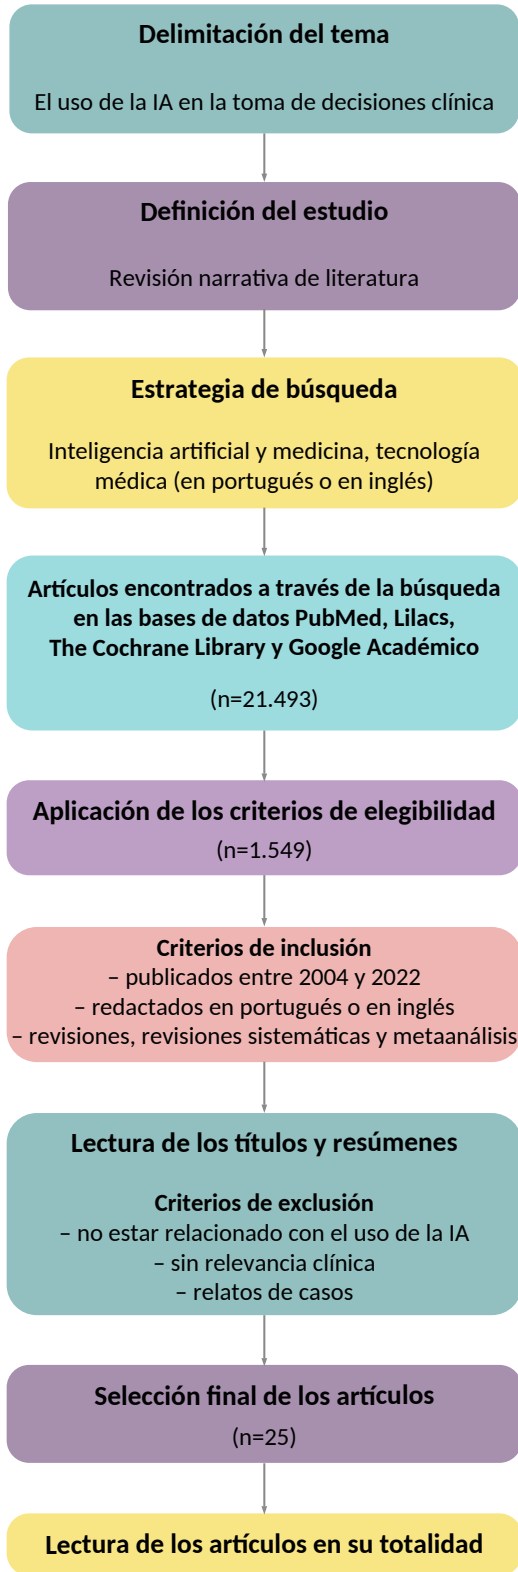 Delimitación del tema
El uso de la IA en la toma de decisiones clínica
Definición del estudio
Revisión narrativa de literatura
Estrategia de búsqueda
Inteligencia artificial y medicina, tecnología
médica (en portugués o en inglés)
Artículos encontrados a través de la búsqueda
en las bases de datos PubMed, Lilacs,
The Cochrane Library y Google Académico
(n=21.493)
Aplicación de los criterios de elegibilidad
(n=1.549)
Criterios de inclusión
– publicados entre 2004 y 2022
– redactados en portugués o en inglés
– revisiones, revisiones sistemáticas y metaanálisis
Lectura de los títulos y resúmenes
Criterios de exclusión
– no estar relacionado con el uso de la IA
– sin relevancia clínica
– relatos de casos
Selección final de los artículos
(n=25)
Lectura de los artículos en su totalidad